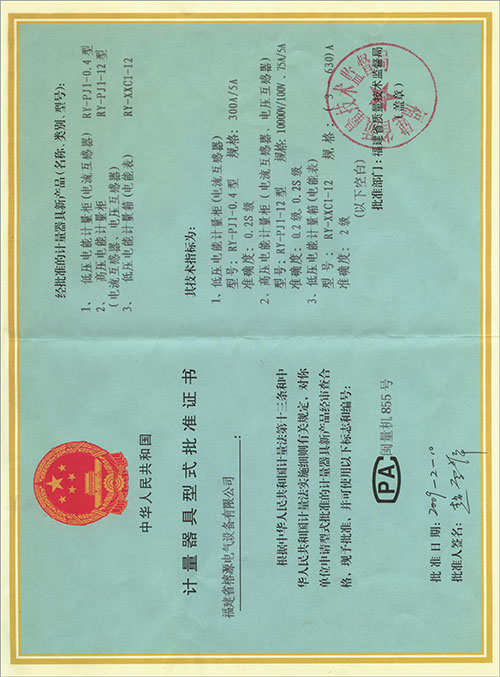 中华人民共和国
计量器具型式批准证书
福建省榕源电气设备有限公司：
根据中华人民共和国计量法第十三条和中
华人民共和国计量法实施细则有关规定，对你
单位申请型式批准的计量器具新产品经审查合
格，现予批准，并可使用以下标志和编号：
PA 闽量机855号
批准日期：2009-2-10
批准人签名：
经批准的计量器具新产品（名称、类别、型号）：
1、 低压电能计量柜（电流互感器） RY-PJ1-0.4型
2、 高压电能计量柜 RY-PJ1-12型
（电流互感器、电压互感器）
3、 低压电能计量箱（电能表） RY-XXC1-12
其技术指标为：
1、低压电能计量柜（电流互感器）
型号：RY-PJ1-0.4型 规格：300A/5A
准确度：0.2S级
2、高压电能计量柜（电流互感器、电压互感器）
型号：RY-PJ1-12型 规格：10000V/100V、75A/5A
准确度：0.2级、0.2S级
3、低压电能计量箱（电能表）
型号：RY-XXC1-12 规格：630)A
准确度：2级
（以下空白）
批准部门：福建省质量技术监督局
（盖章）